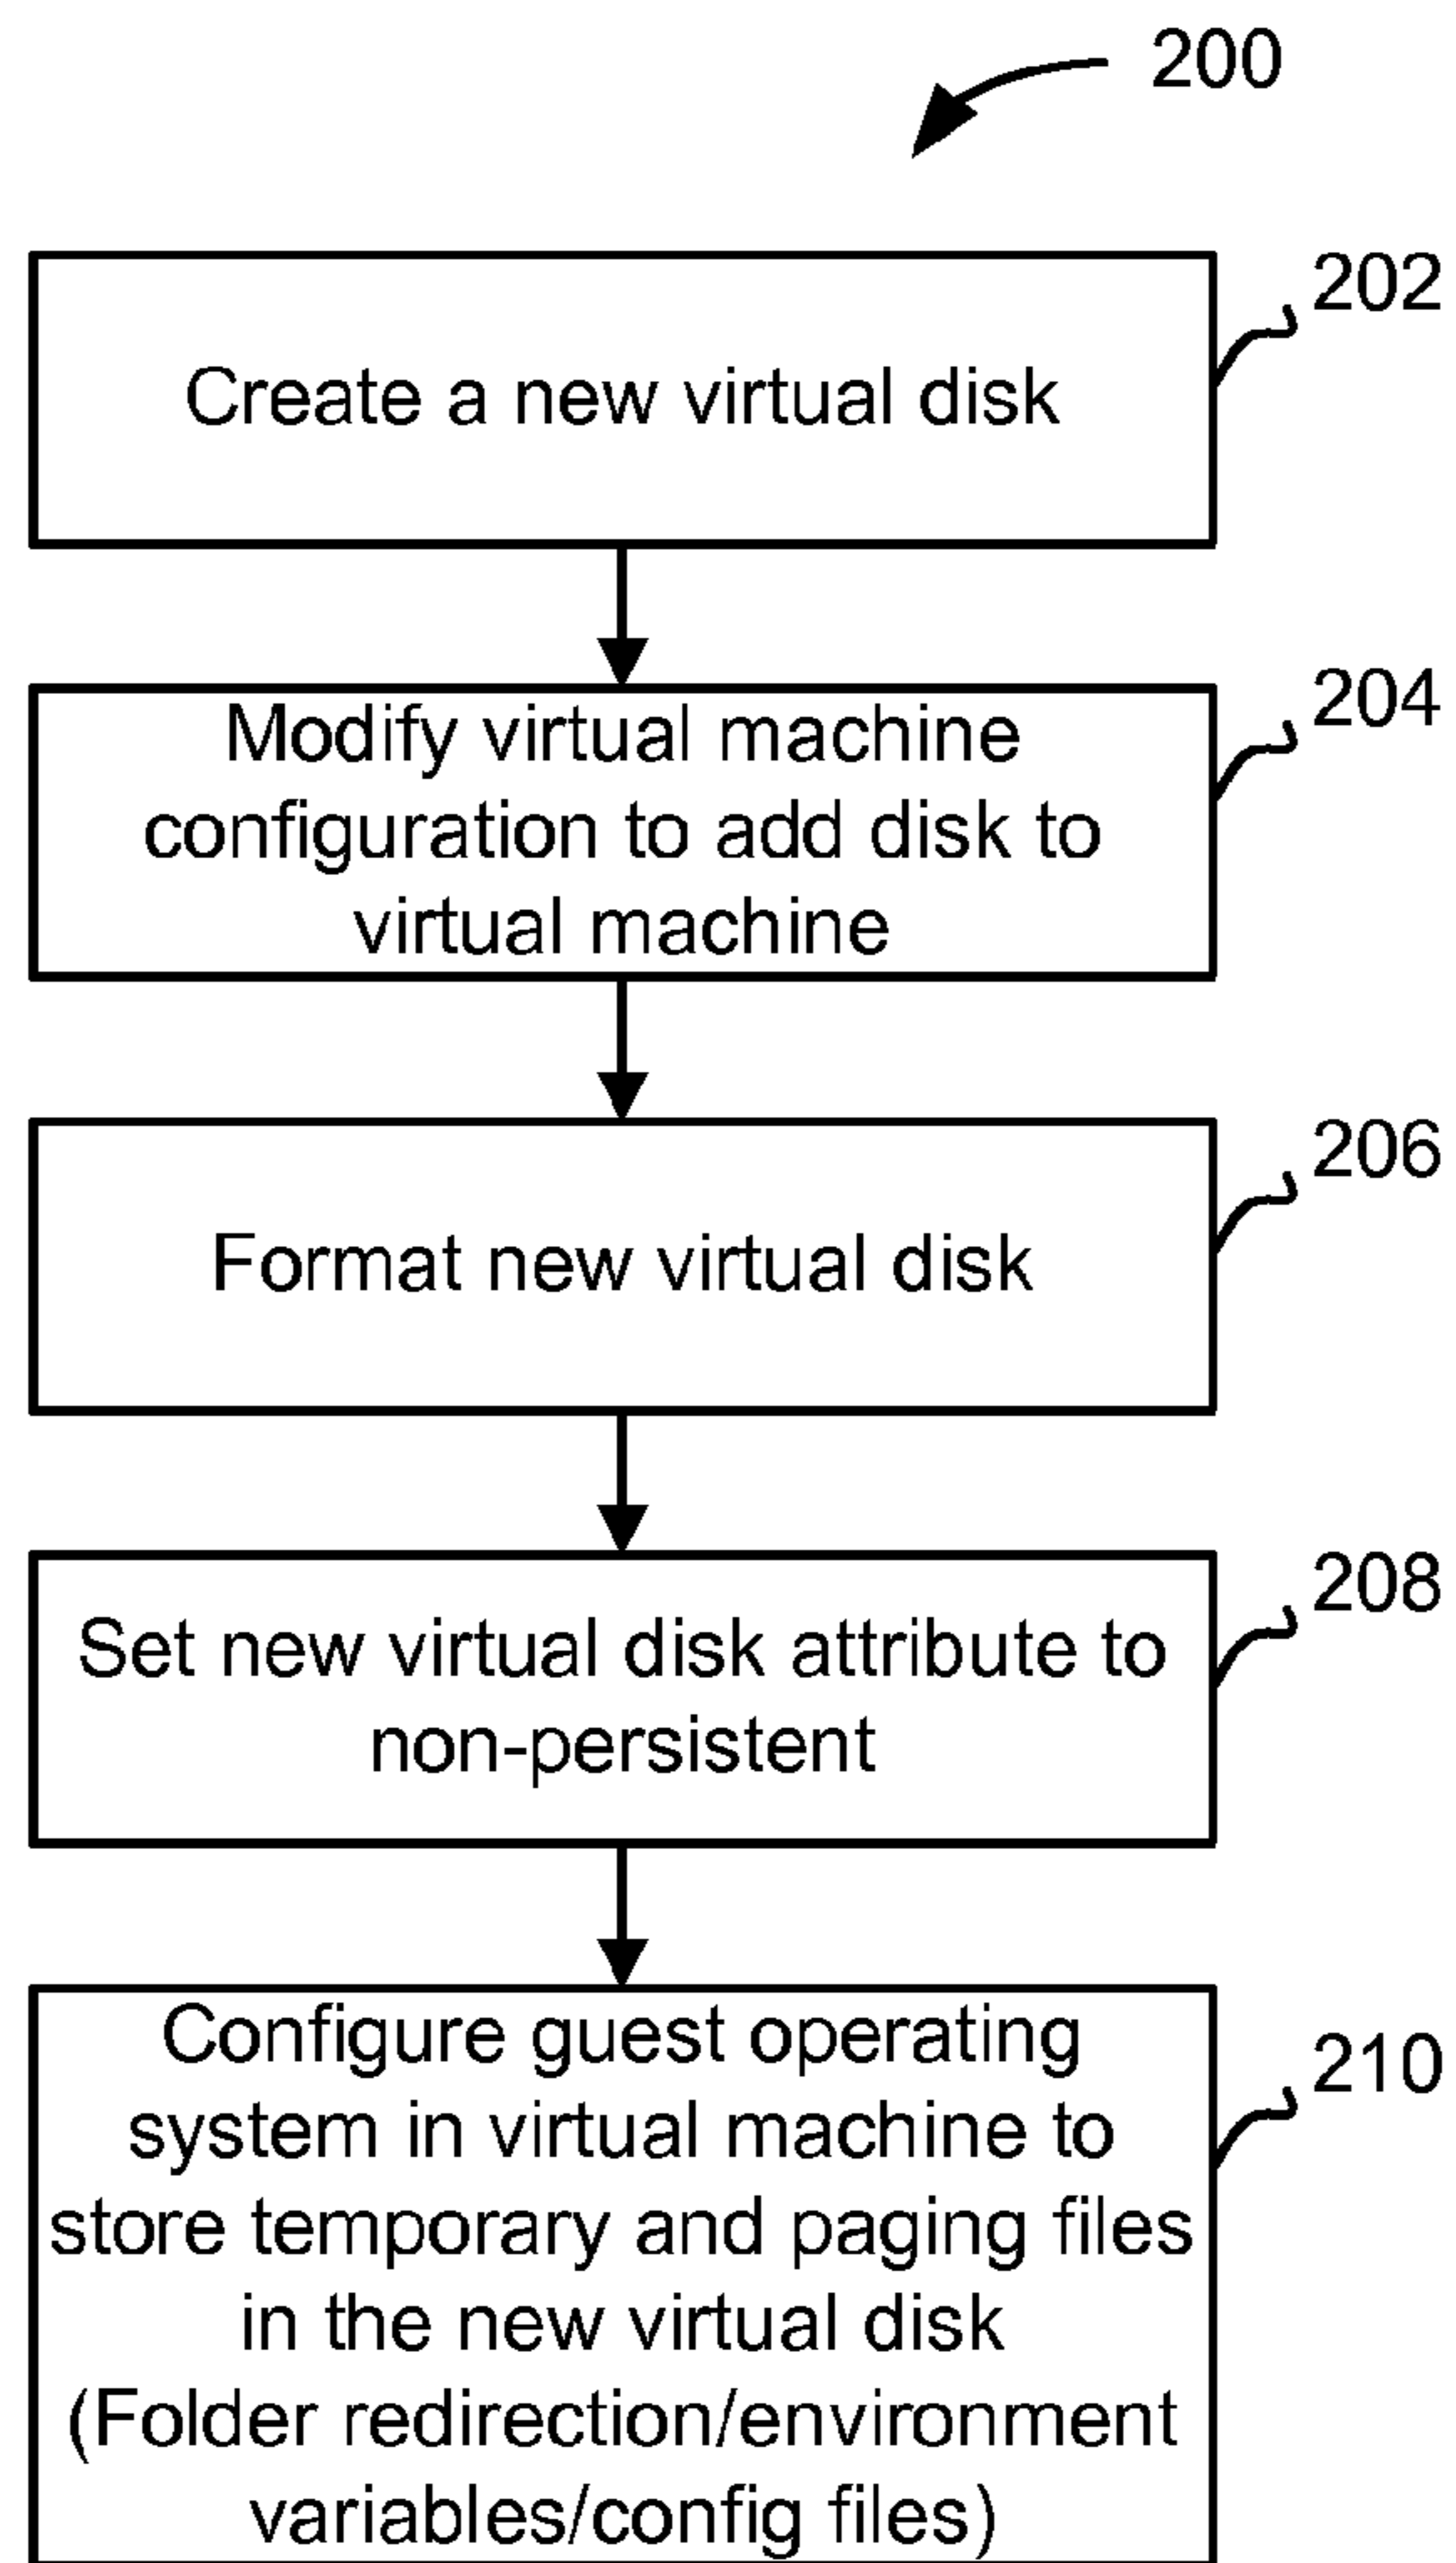 200
202
Create a new virtual disk
204
Modify virtual machine
configuration to add disk to
virtual machine
206
Format new virtual disk
208
Set new virtual disk attribute to
non-persistent
210
Configure guest operating
system in virtual machine to
store temporary and paging files
in the new virtual disk
(Folder redirection/environment
variables/config files)